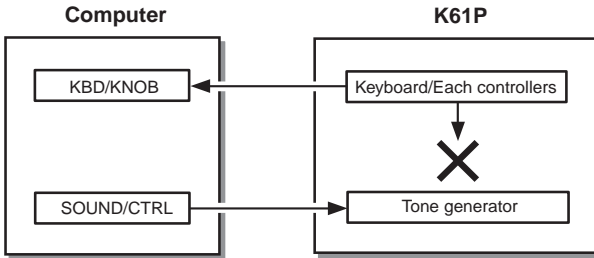 Computer
K61P
KBD/KNOB
Keyboard/Each controllers
SOUND/CTRL
Tone generator